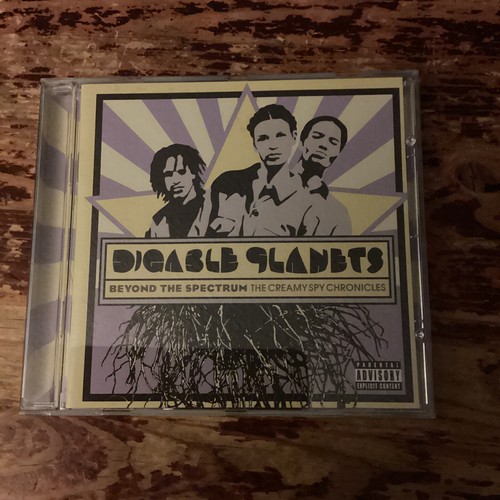 DIGABLE PLANETS
BEYOND THE SPECTRUM THE CREAMY SPY CHRONICLES
PARENTAL
ADVISORY
EXPLICIT CONTENT